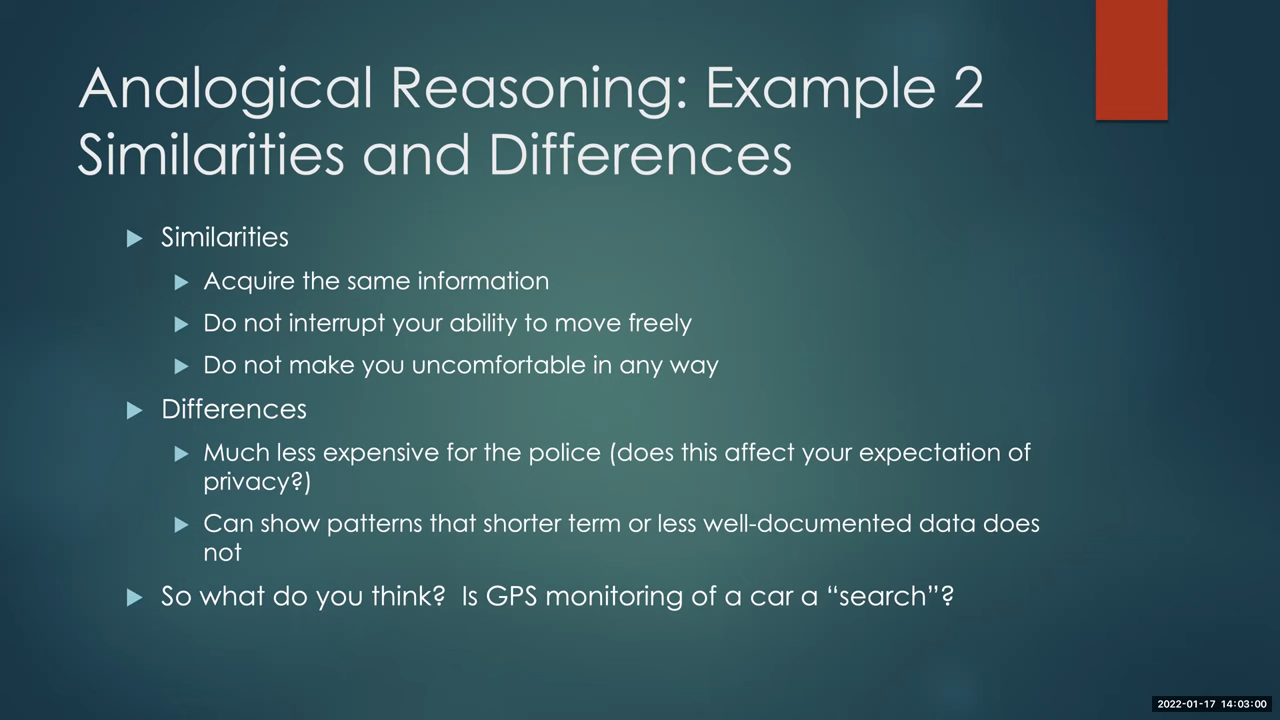 Analogical Reasoning: Example 2
Similarities and Differences
Similarities
Acquire the same information
Do not interrupt your ability to move freely
Do not make you uncomfortable in any way
Differences
Much less expensive for the police (does this affect your expectation of
privacy?)
Can show patterns that shorter term or less well-documented data does
not
So what do you think?  Is GPS monitoring of a car a “search”?
2022-01-17 14:03:00